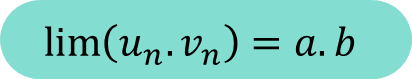 lim(uₙ.vₙ) = a.b